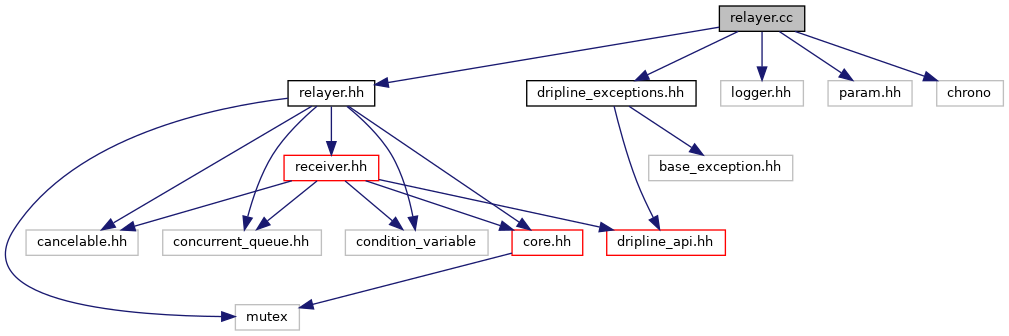 relayer.cc
relayer.hh
dripline_exceptions.hh
logger.hh
param.hh
chrono
receiver.hh
base_exception.hh
cancelable.hh
concurrent_queue.hh
condition_variable
core.hh
dripline_api.hh
mutex